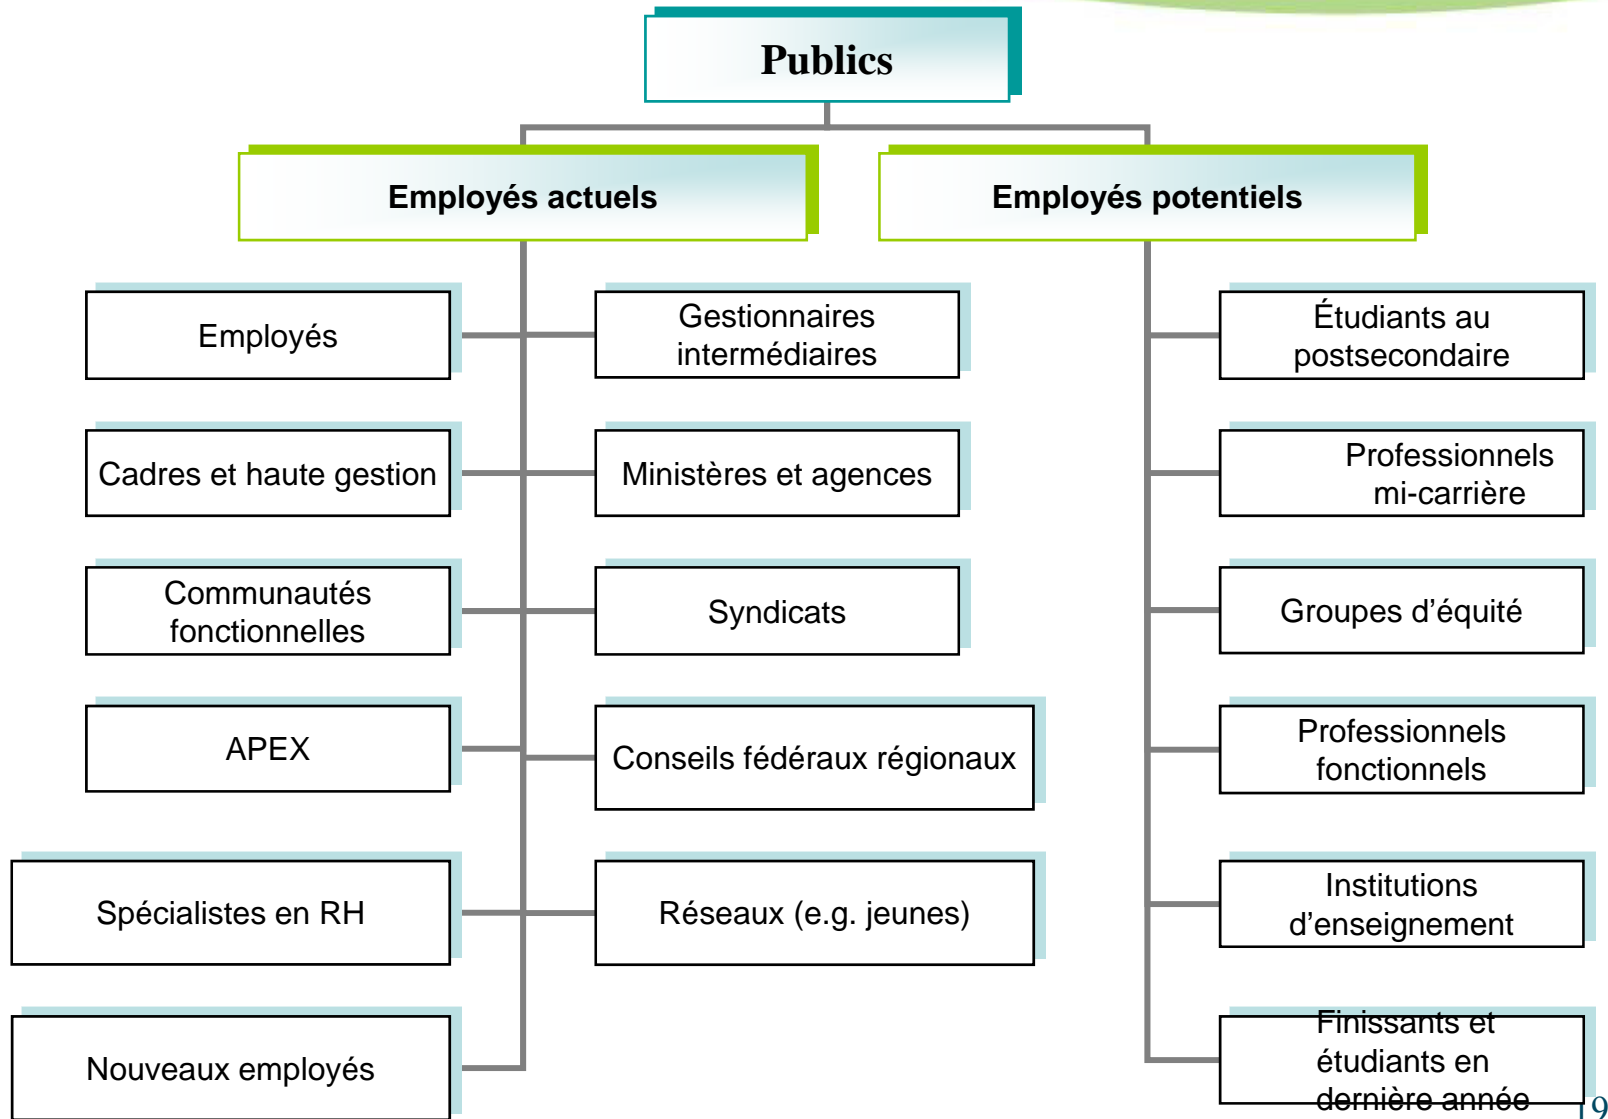 Publics
Employés actuels
Employés potentiels
Employés
Gestionnaires
intermédiaires
Étudiants au
postsecondaire
Cadres et haute gestion
Ministères et agences
Professionnels
mi-carrière
Communautés
fonctionnelles
Syndicats
Groupes d’équité
APEX
Conseils fédéraux régionaux
Professionnels
fonctionnels
Spécialistes en RH
Réseaux (e.g. jeunes)
Institutions
d’enseignement
Nouveaux employés
Finissants et
étudiants en
dernière année